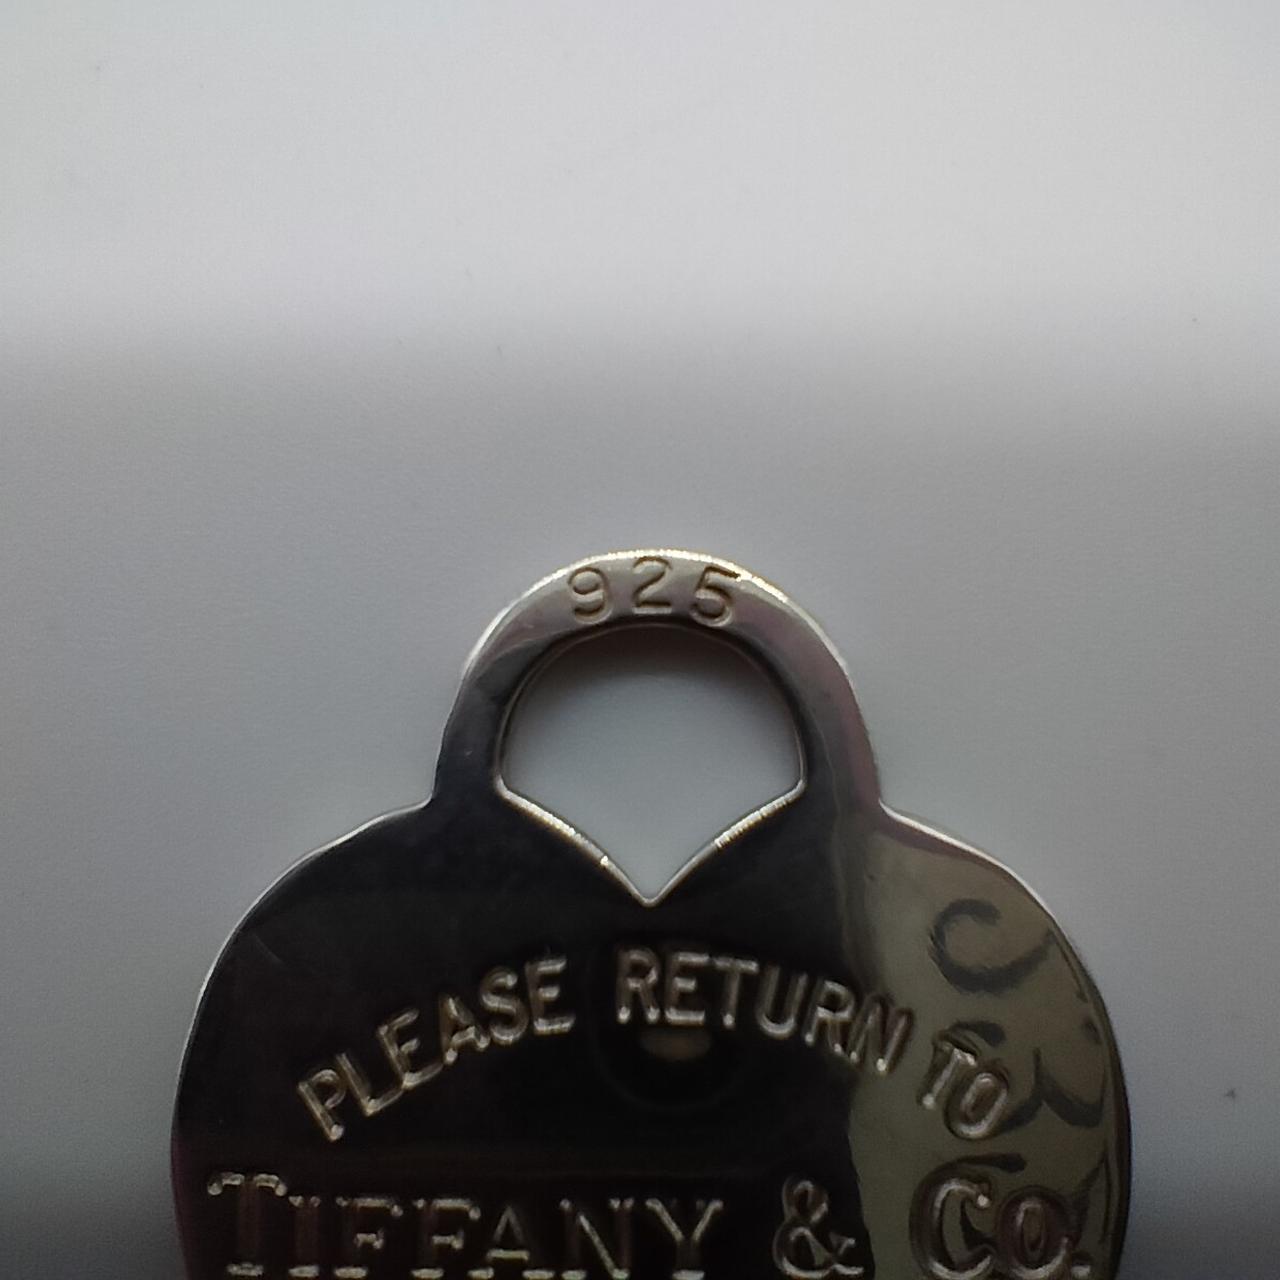 925
PLEASE RETURN TO
TIFFANY & CO.